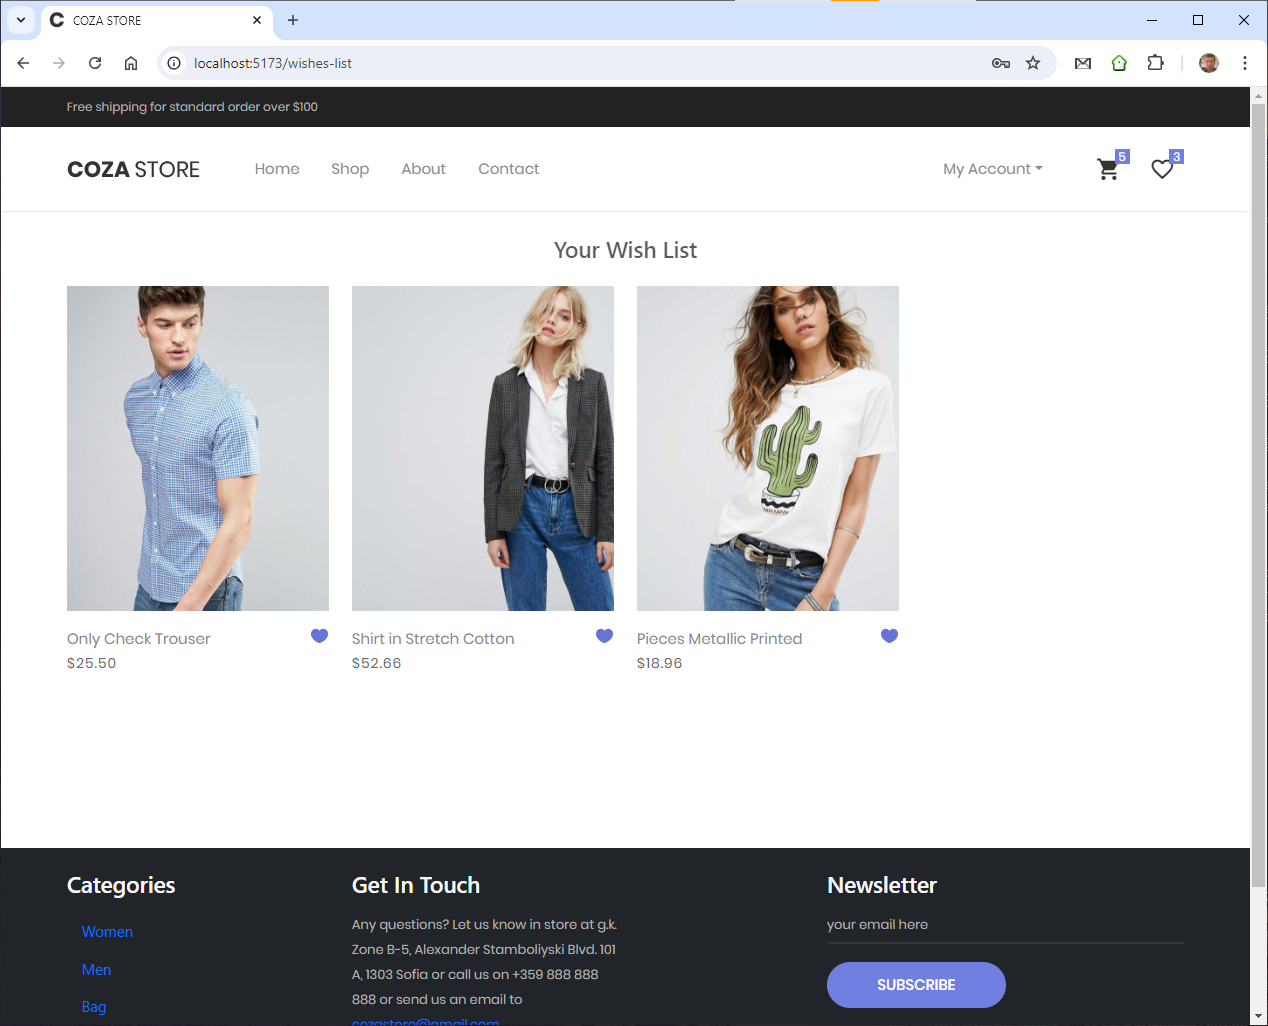 COZA STORE
localhost:5173/wishes-list
Free shipping for standard order over $100
COZA STORE
Home
Shop
About
Contact
My Account
5
3
Your Wish List
Only Check Trouser
$25.50
Shirt in Stretch Cotton
$52.66
Pieces Metallic Printed
$18.96
Categories
Women
Men
Bag
Get In Touch
Any questions? Let us know in store at g.k.
Zone B-5, Alexander Stamboliyski Blvd. 101
A, 1303 Sofia or call us on +359 888 888
888 or send us an email to
cozastore@gmail.com
Newsletter
your email here
SUBSCRIBE